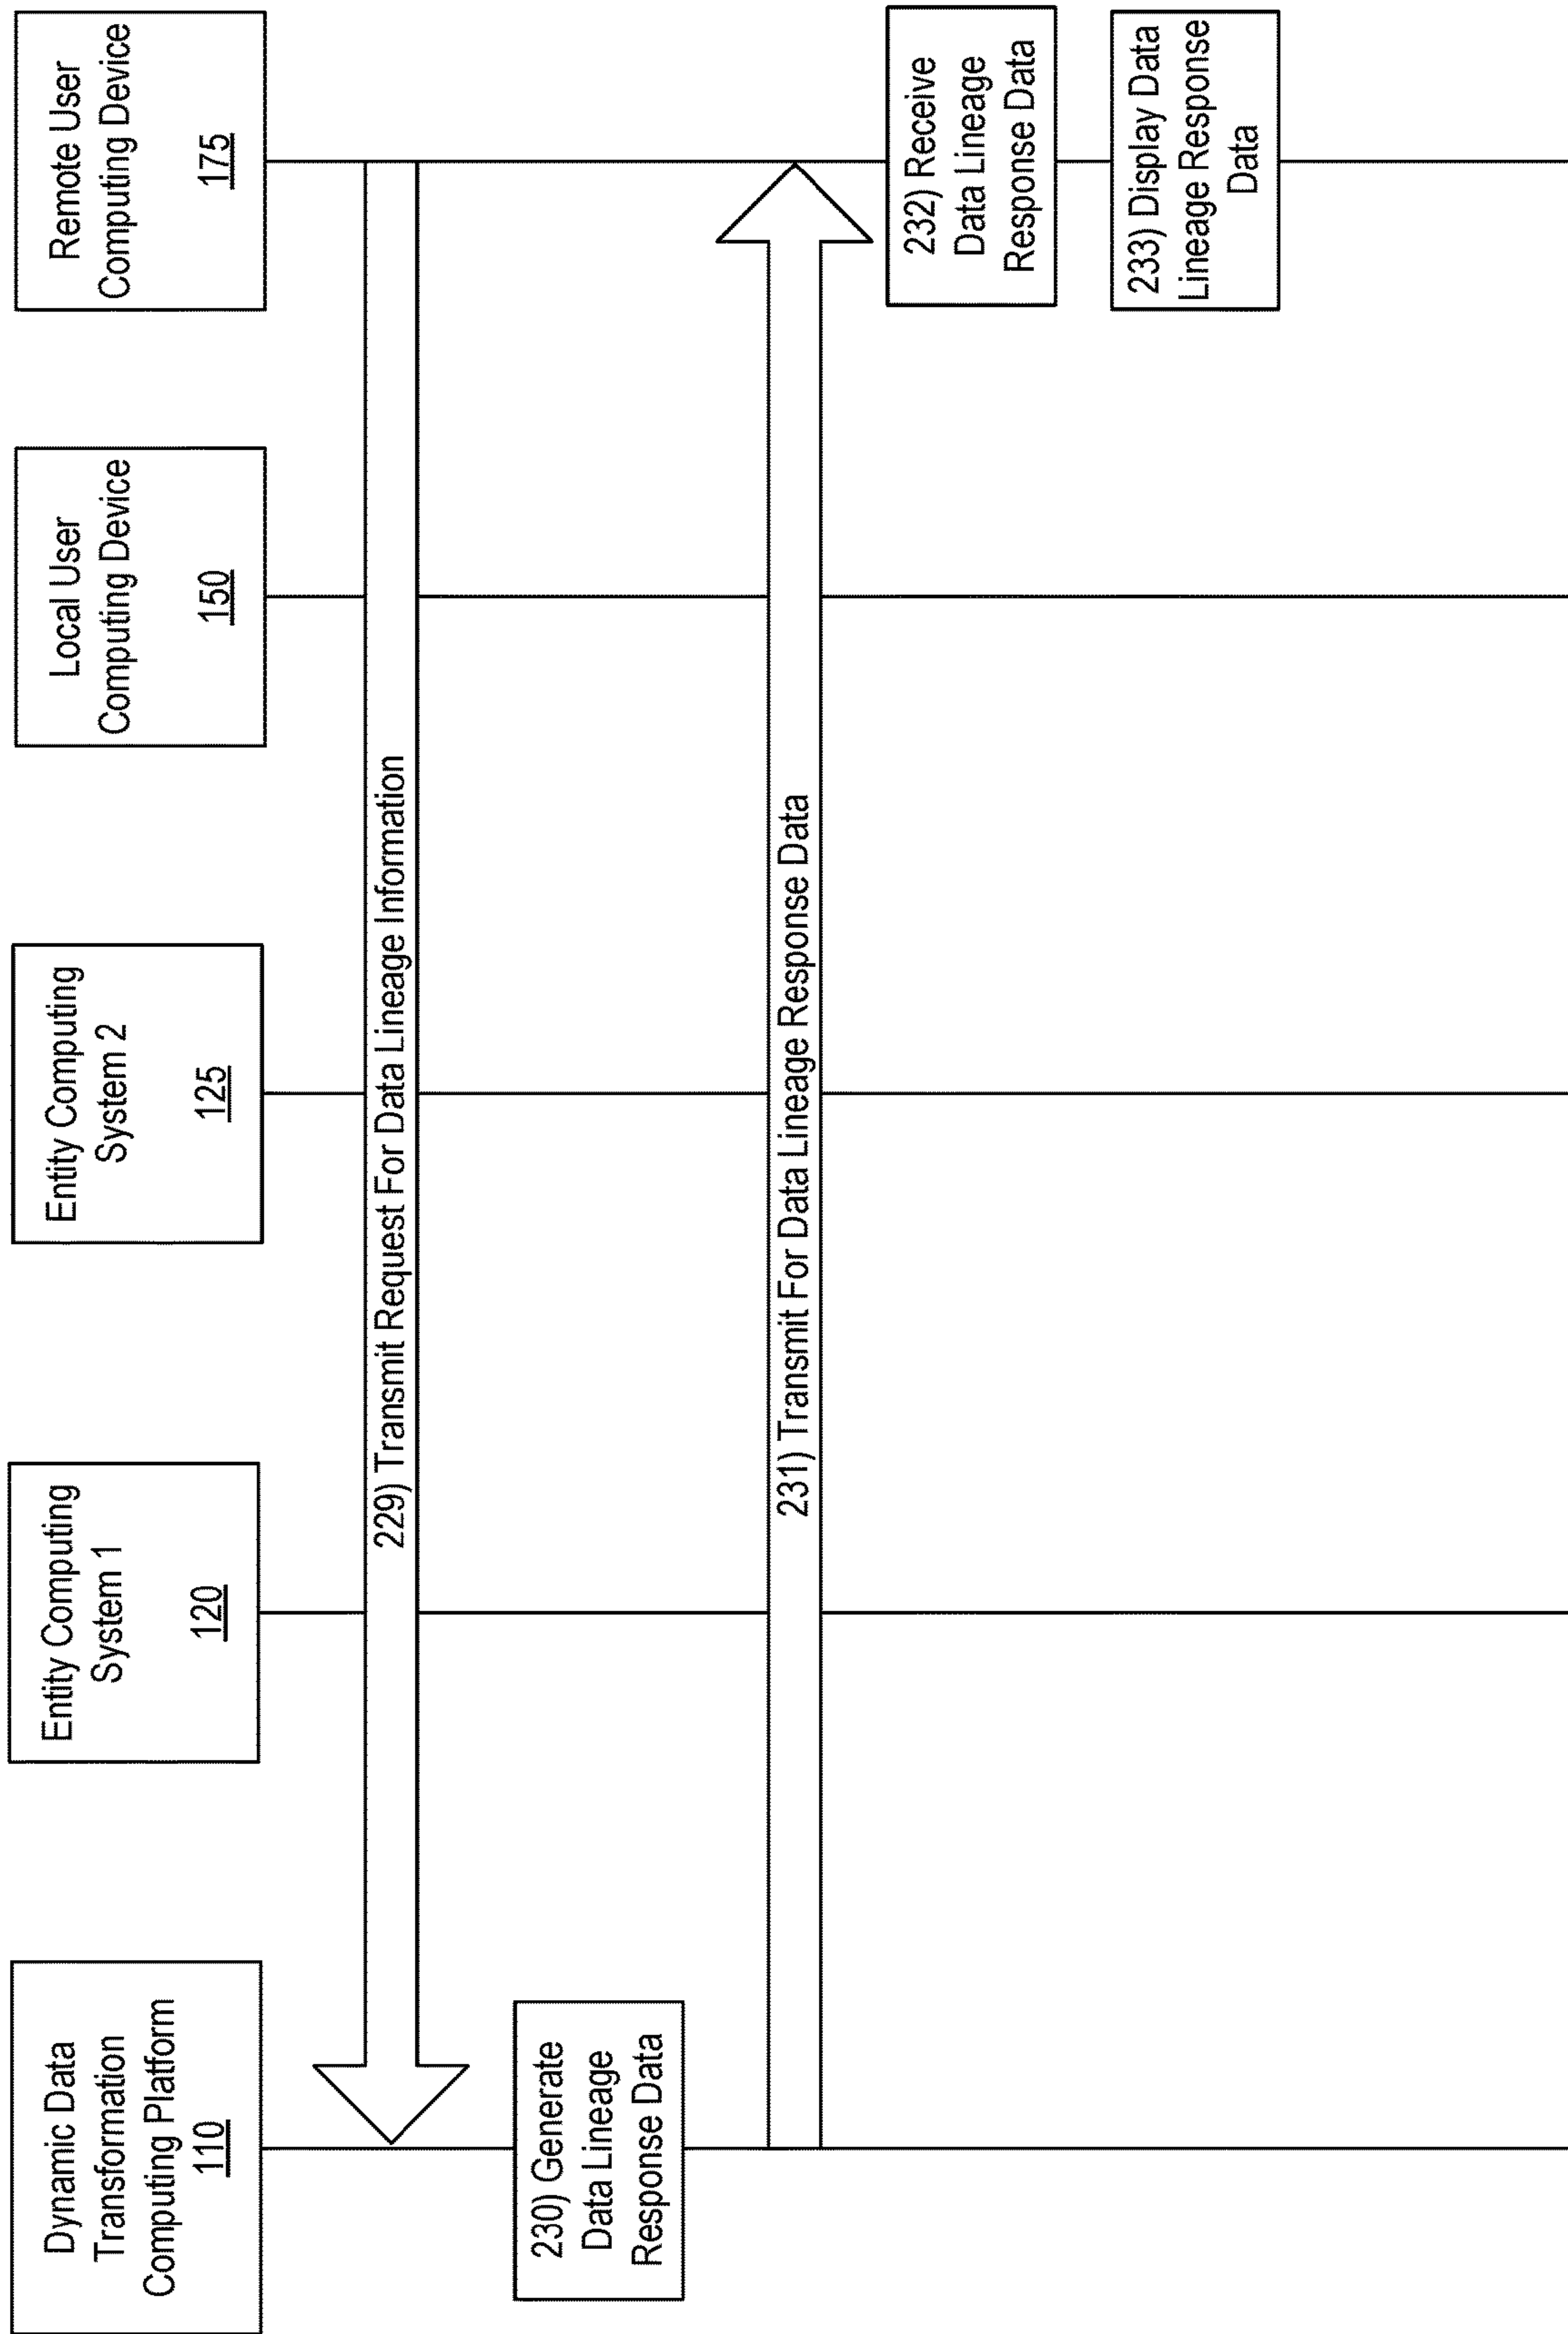 Dynamic Data
Transformation
Computing Platform
110
Entity Computing
System 1
120
Entity Computing
System 2
125
Local User
Computing Device
150
Remote User
Computing Device
175
229) Transmit Request For Data Lineage Information
230) Generate
Data Lineage
Response Data
231) Transmit For Data Lineage Response Data
232) Receive
Data Lineage
Response Data
233) Display Data
Lineage Response
Data